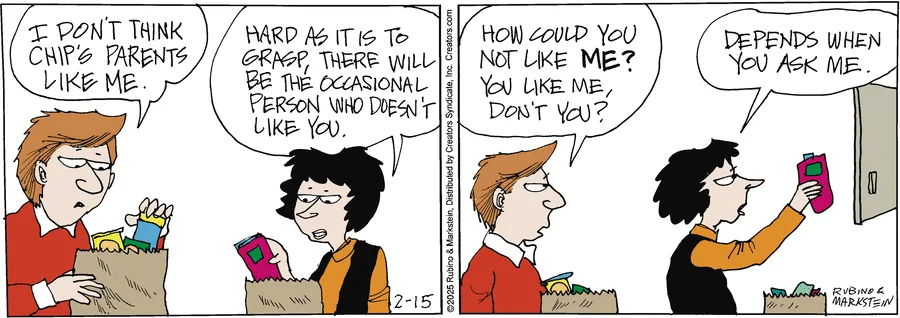 I DON'T THINK
CHIP'S PARENTS
LIKE ME.
HARD AS IT IS TO
GRASP, THERE WILL
BE THE OCCASIONAL
PERSON WHO DOESN'T
LIKE YOU.
2-15
©2025 Rubino & Markstein, Distributed by Creators Syndicate, Inc. Creators.com
HOW COULD YOU
NOT LIKE ME?
YOU LIKE ME,
DON'T YOU?
DEPENDS WHEN
YOU ASK ME.
RUBINO &
MARKSTEIN